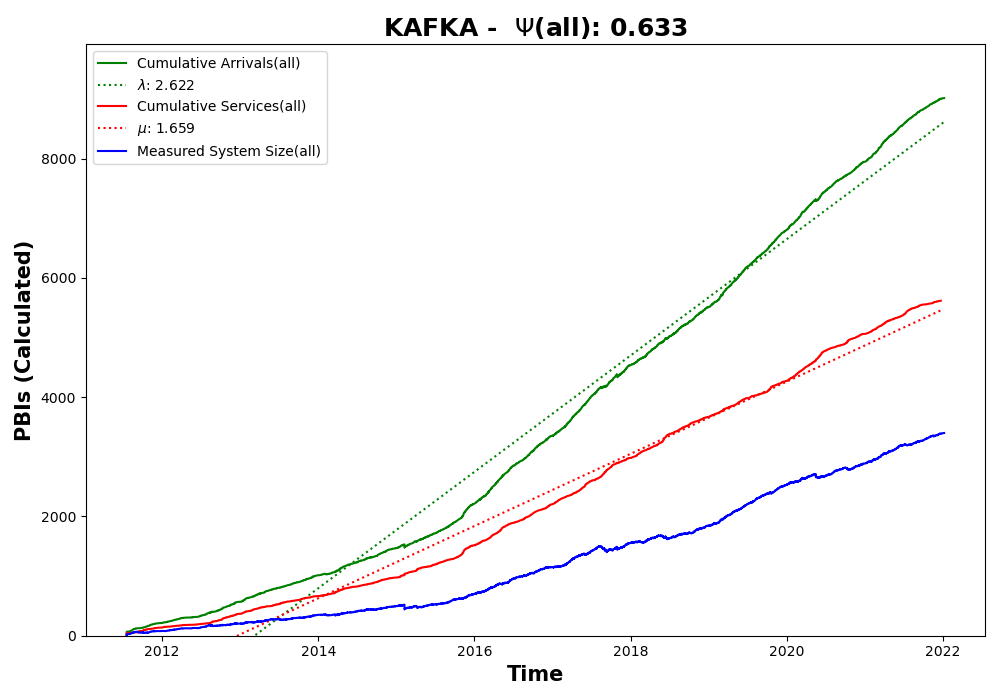 KAFKA - Ψ(all): 0.633
Cumulative Arrivals(all)
λ: 2.622
Cumulative Services(all)
μ: 1.659
Measured System Size(all)
PBIs (Calculated)
8000
6000
4000
2000
0
2012 2014 2016 2018 2020 2022
Time